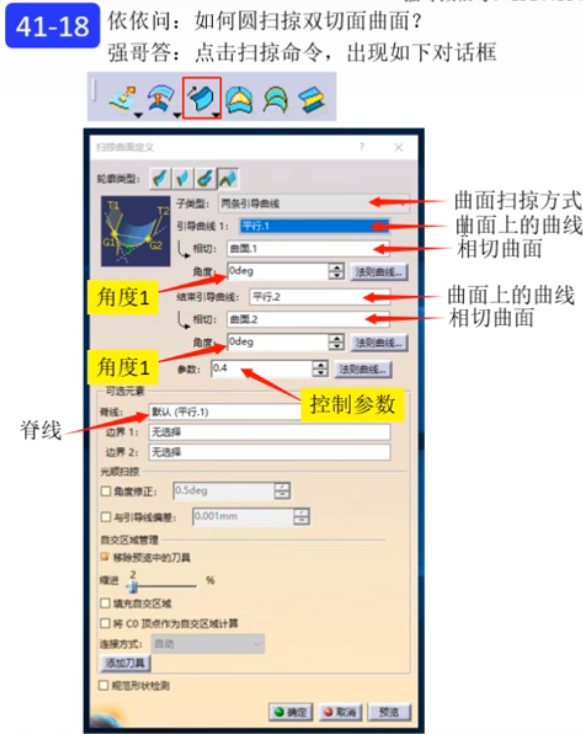 41-18
依依问：如何圆扫掠双切面曲面？
强哥答：点击扫掠命令，出现如下对话框
扫掠曲面定义
? ×
轮廓类型：
子类型： 两条引导曲线
曲面扫掠方式
T1
T2
G1
G2
引导曲线 1： 平行.1
曲面上的曲线
相切： 曲面.1
相切曲面
角度： 0deg
法则曲线...
角度1
结束引导曲线： 平行.2
曲面上的曲线
相切： 曲面.2
相切曲面
角度： 0deg
法则曲线...
角度1
参数： 0.4
法则曲线...
控制参数
可选元素
脊线
脊线： 默认 (平行.1)
边界 1： 无选择
边界 2： 无选择
光顺扫掠
角度修正： 0.5deg
与引导线偏差： 0.001mm
自交区域管理
移除预览中的刀具
缩进 2 %
填充自交区域
将 C0 顶点作为自交区域计算
连接方式： 自动
添加刀具
规范形状检测
确定 取消 预览